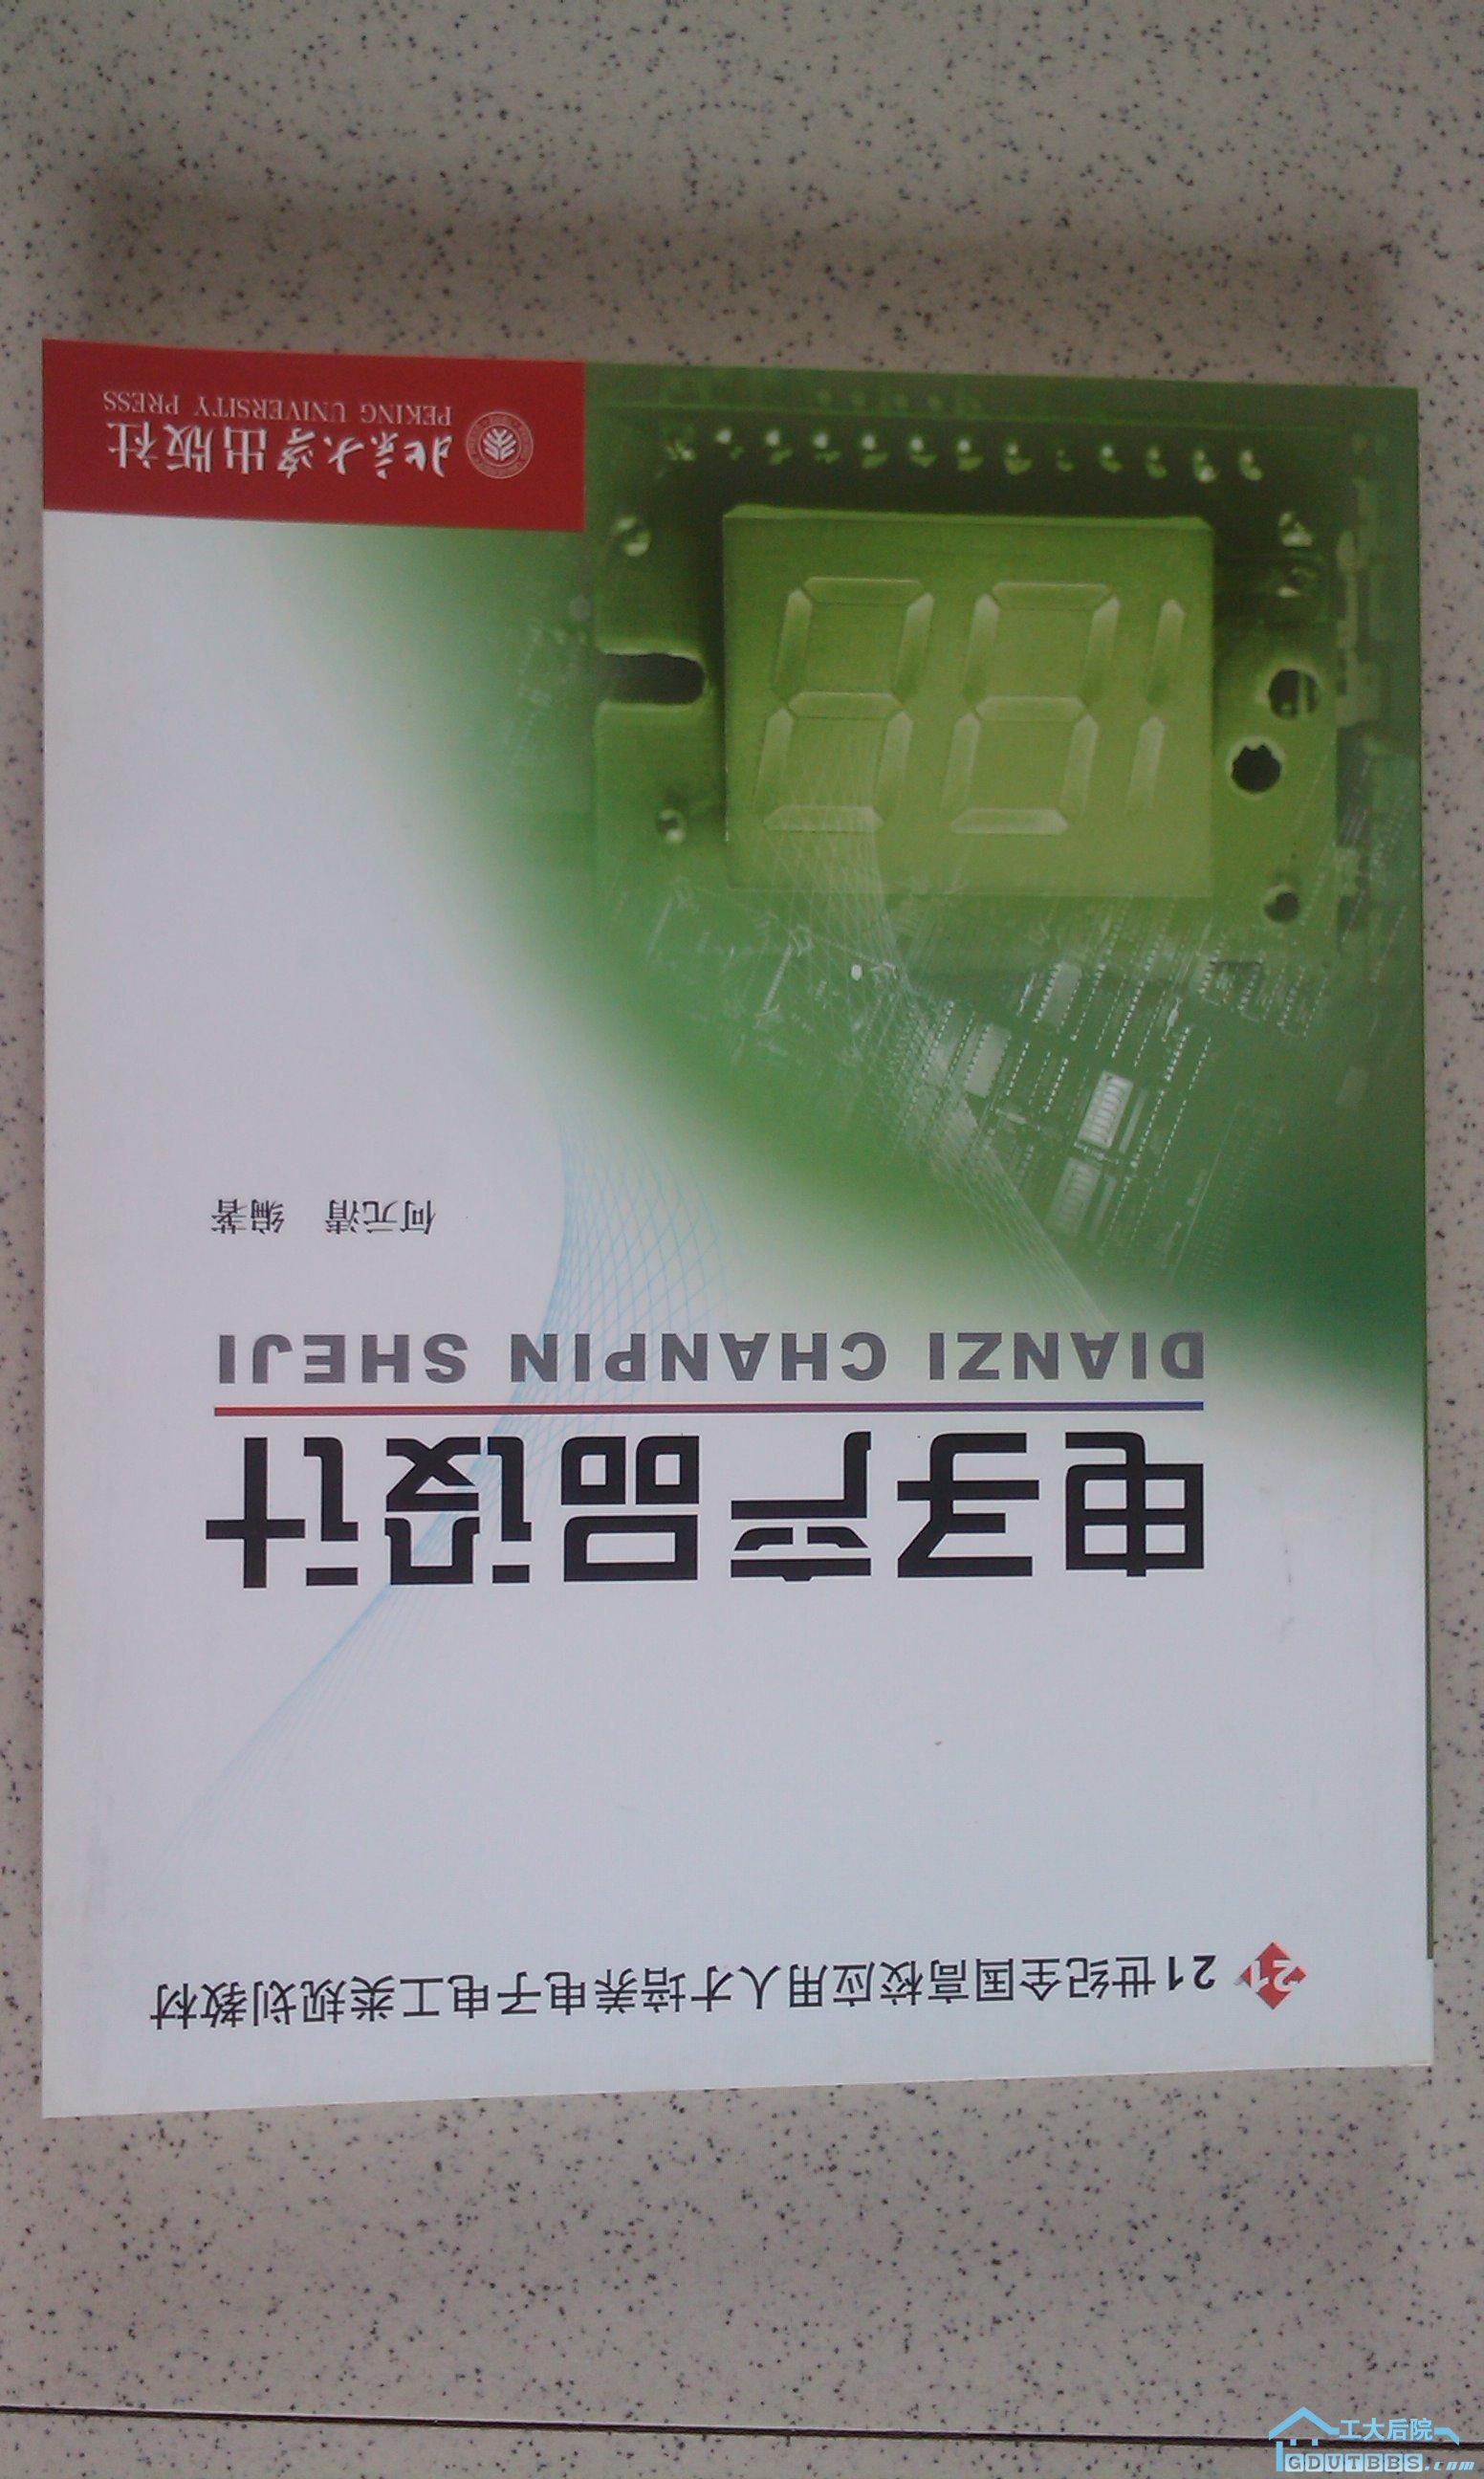 21 21世纪全国高校应用人才培养电子电工类规划教材
电子产品设计
DIANZI CHANPIN SHEJI
何元清 编著
北京大学出版社
PEKING UNIVERSITY PRESS
工大后院
GDUTBBS.com